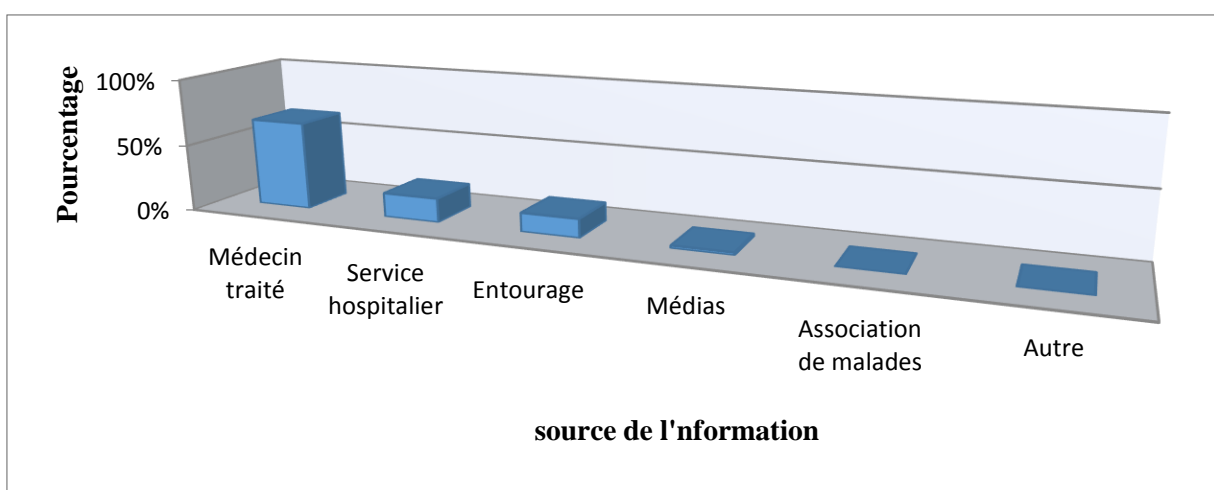 Pourcentage
100%
50%
0%
Médecin
traité
Service
hospitalier
Entourage
Médias
Association
de malades
Autre
source de l'nformation